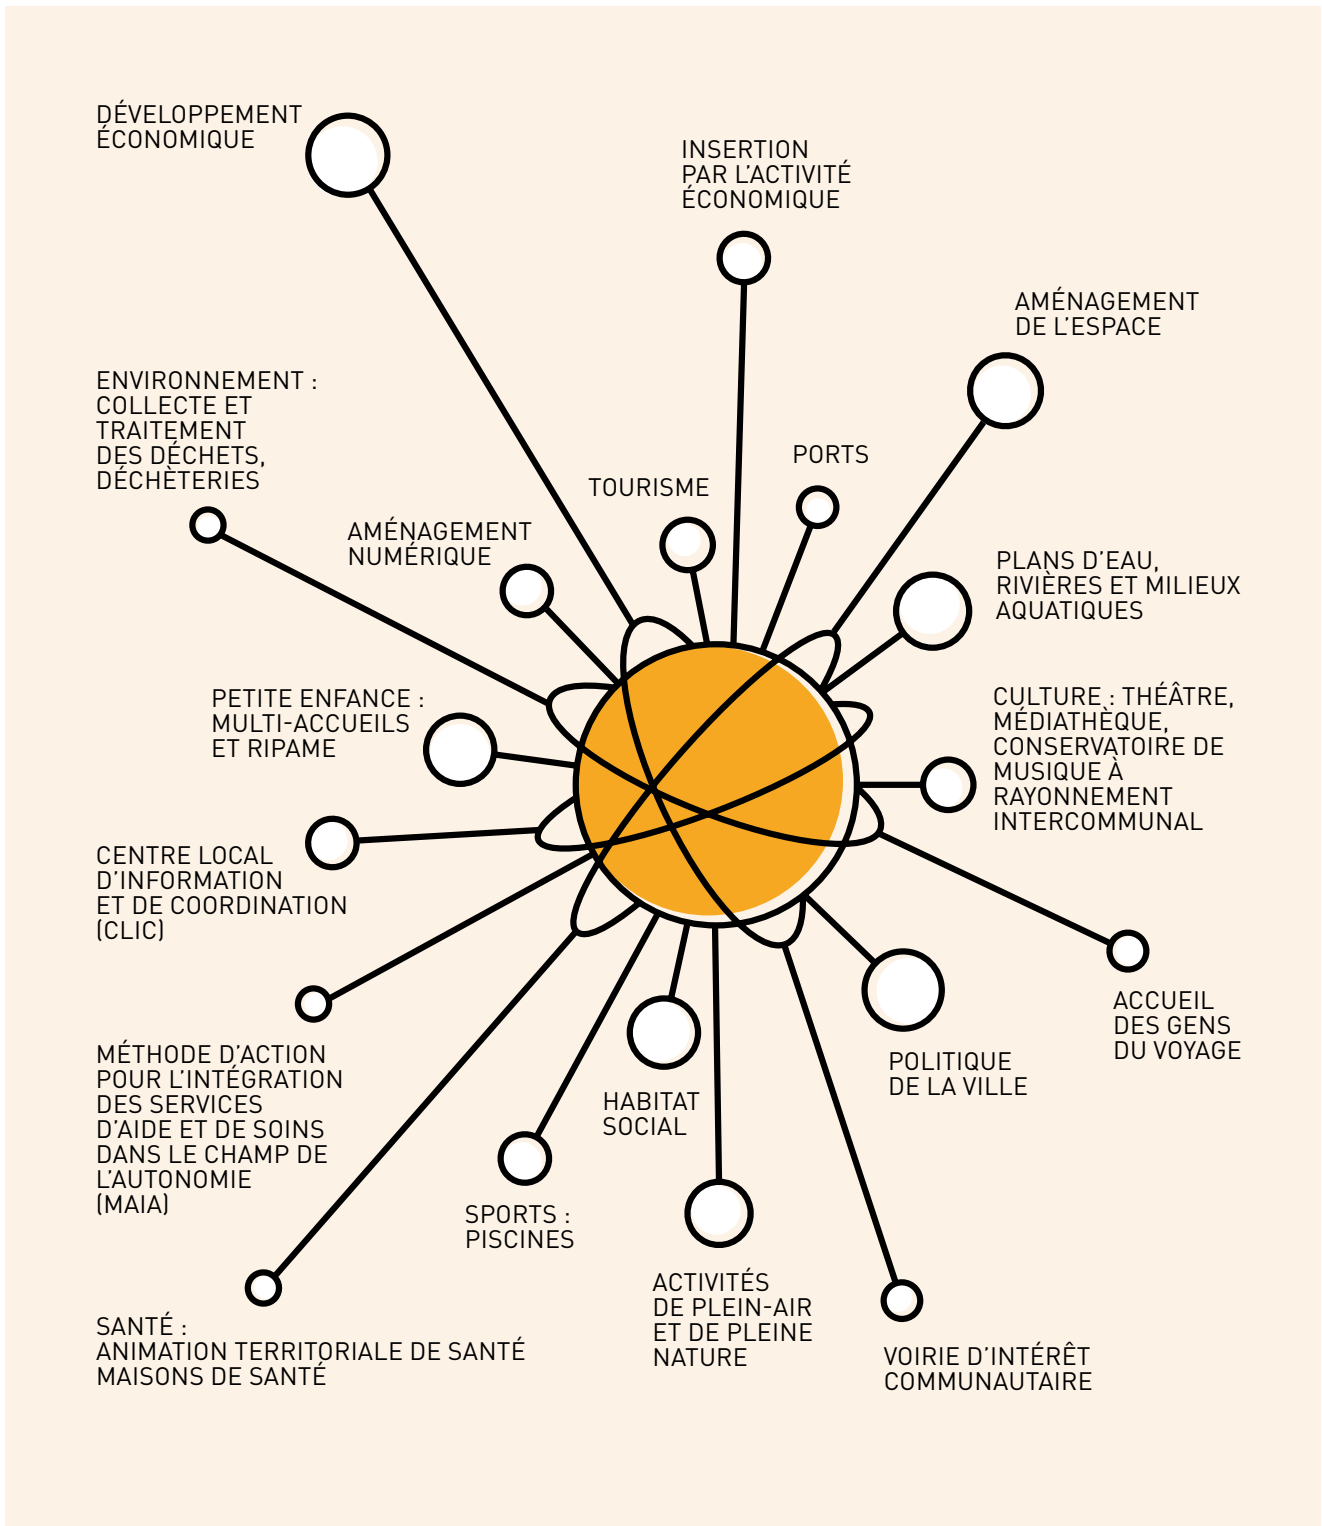 DÉVELOPPEMENT
ÉCONOMIQUE
INSERTION
PAR L’ACTIVITÉ
ÉCONOMIQUE
AMÉNAGEMENT
DE L’ESPACE
ENVIRONNEMENT :
COLLECTE ET
TRAITEMENT
DES DÉCHETS,
DÉCHÈTERIES
PORTS
TOURISME
AMÉNAGEMENT
NUMÉRIQUE
PLANS D’EAU,
RIVIÈRES ET MILIEUX
AQUATIQUES
PETITE ENFANCE :
MULTI-ACCUEILS
ET RIPAME
CULTURE : THÉÂTRE,
MÉDIATHÈQUE,
CONSERVATOIRE DE
MUSIQUE À
RAYONNEMENT
INTERCOMMUNAL
CENTRE LOCAL
D’INFORMATION
ET DE COORDINATION
(CLIC)
ACCUEIL
DES GENS
DU VOYAGE
MÉTHODE D’ACTION
POUR L’INTÉGRATION
DES SERVICES
D’AIDE ET DE SOINS
DANS LE CHAMP DE
L’AUTONOMIE
(MAIA)
POLITIQUE
DE LA VILLE
HABITAT
SOCIAL
SPORTS :
PISCINES
ACTIVITÉS
DE PLEIN-AIR
ET DE PLEINE
NATURE
SANTÉ :
ANIMATION TERRITORIALE DE SANTÉ
MAISONS DE SANTÉ
VOIRIE D’INTÉRÊT
COMMUNAUTAIRE